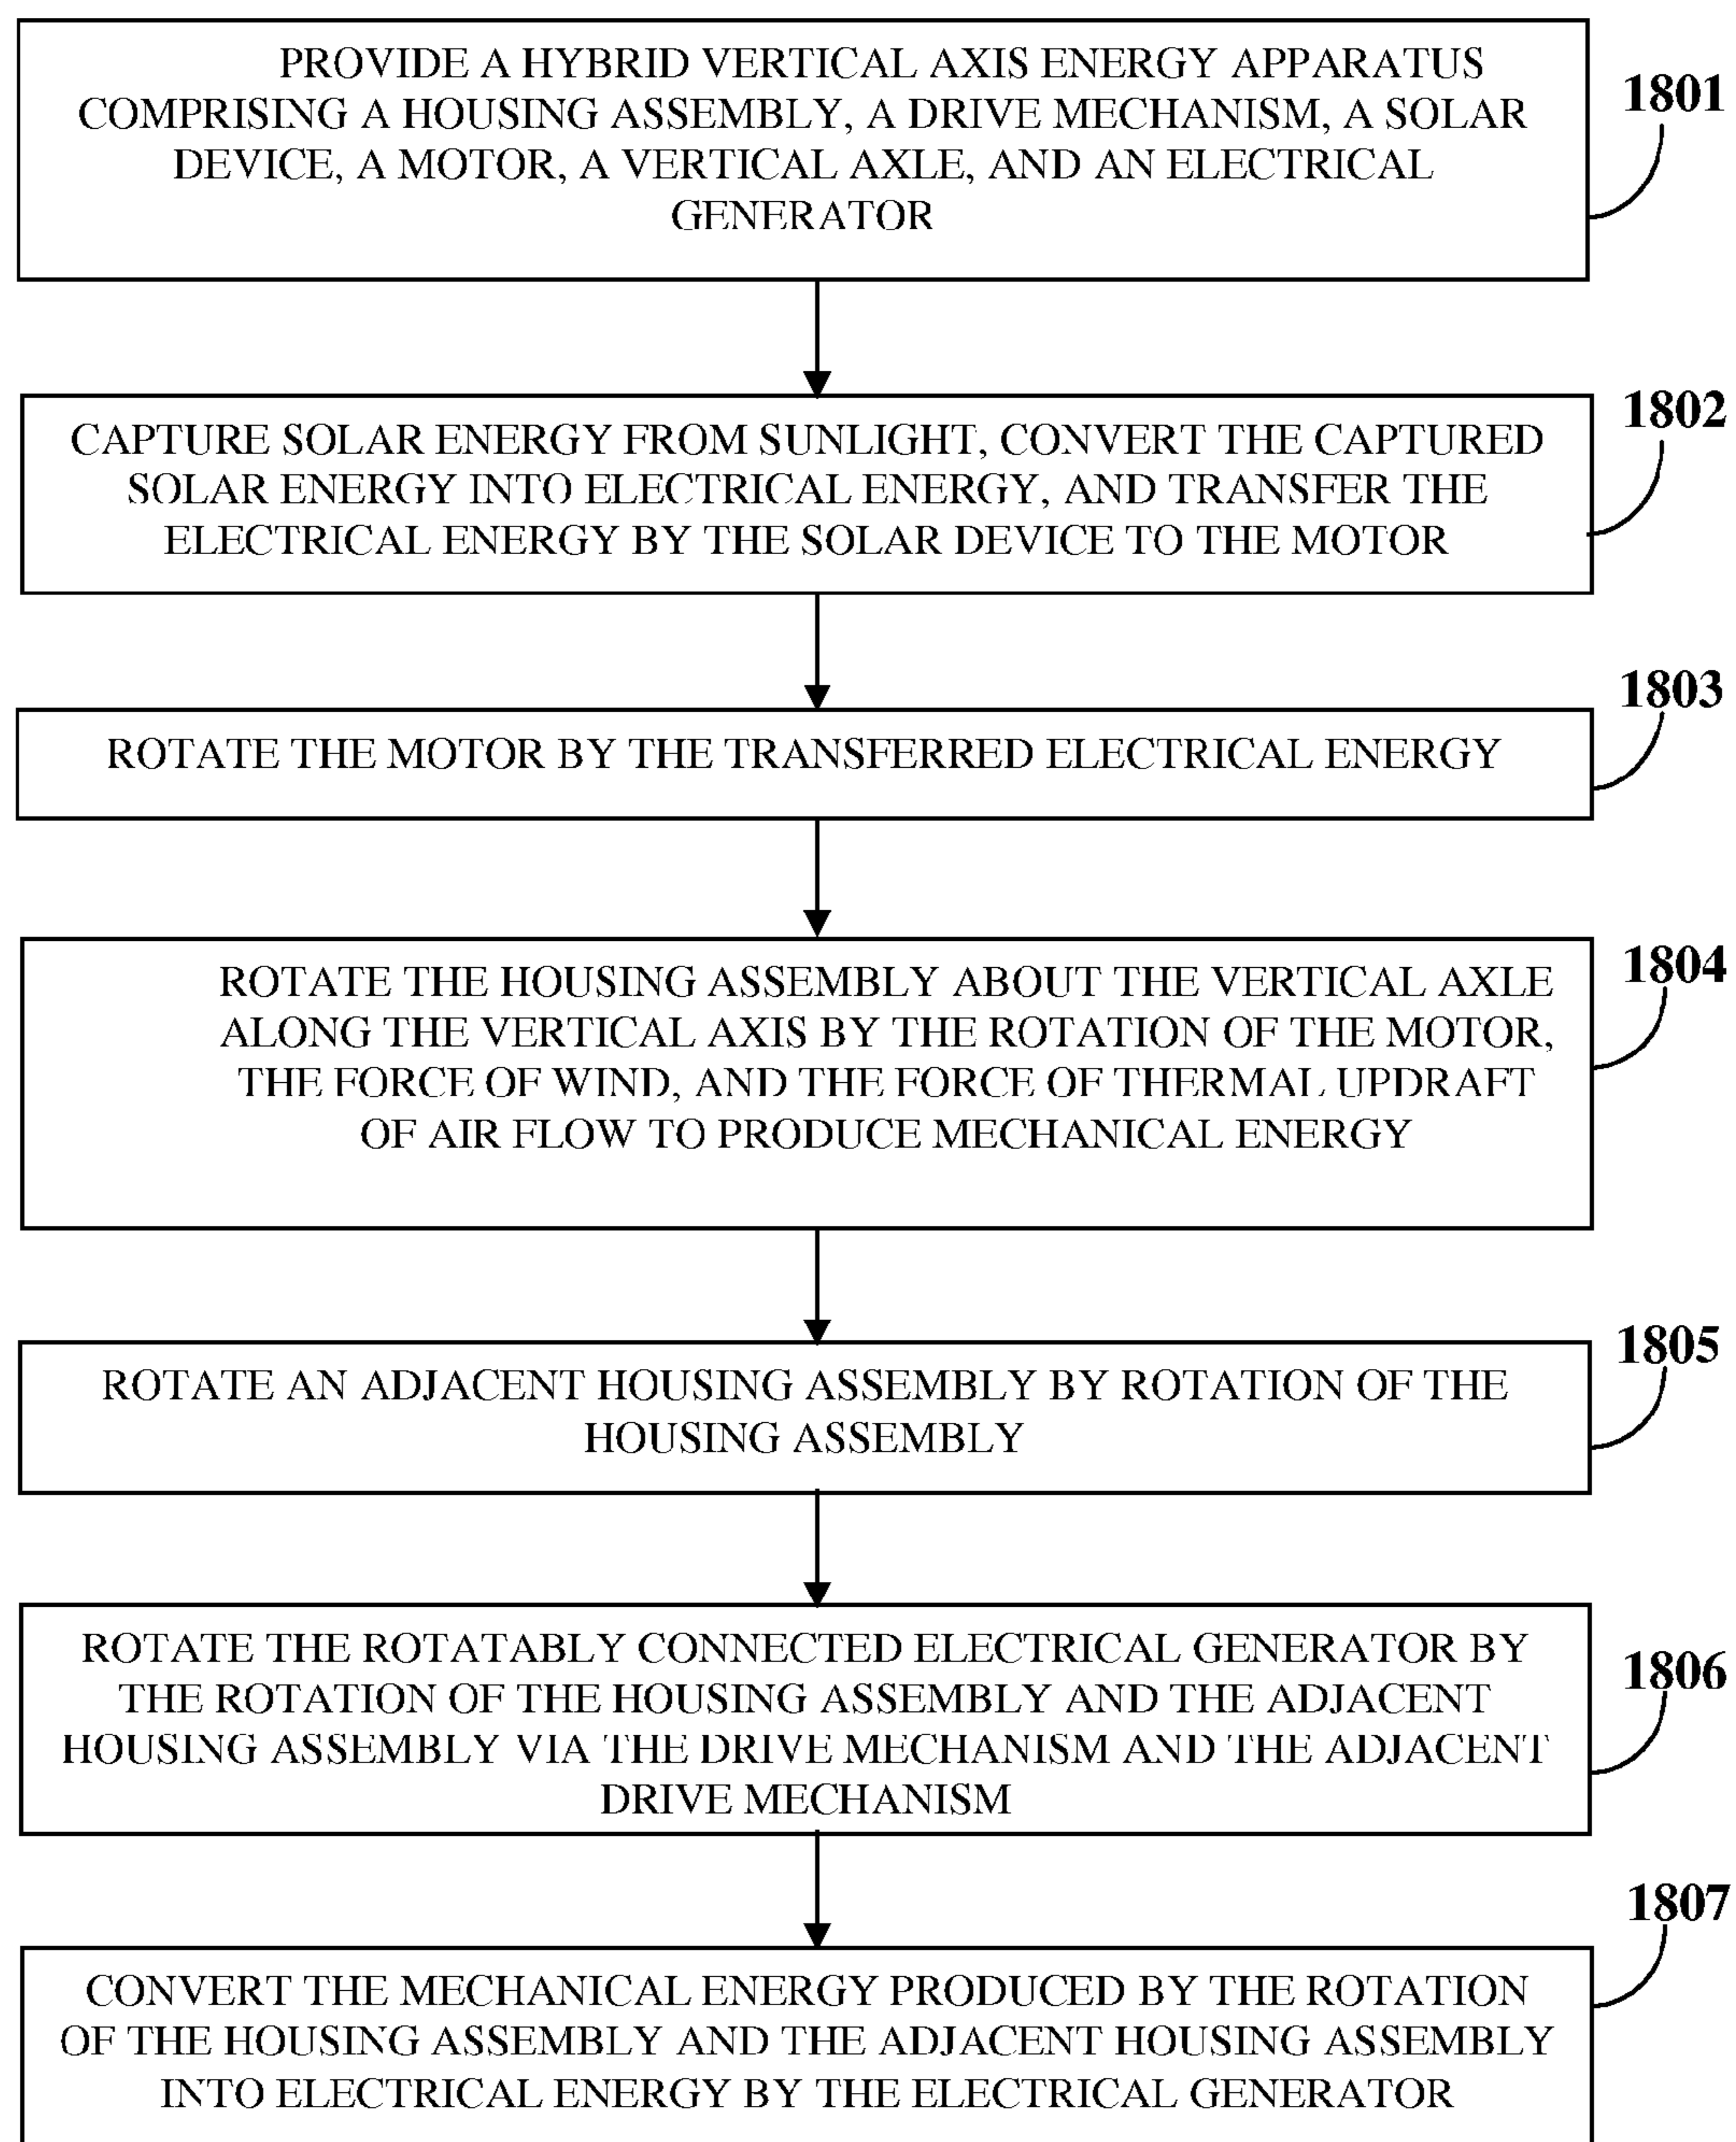 PROVIDE A HYBRID VERTICAL AXIS ENERGY APPARATUS
COMPRISING A HOUSING ASSEMBLY, A DRIVE MECHANISM, A SOLAR
DEVICE, A MOTOR, A VERTICAL AXLE, AND AN ELECTRICAL
GENERATOR
1801
CAPTURE SOLAR ENERGY FROM SUNLIGHT, CONVERT THE CAPTURED
SOLAR ENERGY INTO ELECTRICAL ENERGY, AND TRANSFER THE
ELECTRICAL ENERGY BY THE SOLAR DEVICE TO THE MOTOR
1802
ROTATE THE MOTOR BY THE TRANSFERRED ELECTRICAL ENERGY
1803
ROTATE THE HOUSING ASSEMBLY ABOUT THE VERTICAL AXLE
ALONG THE VERTICAL AXIS BY THE ROTATION OF THE MOTOR,
THE FORCE OF WIND, AND THE FORCE OF THERMAL UPDRAFT
OF AIR FLOW TO PRODUCE MECHANICAL ENERGY
1804
ROTATE AN ADJACENT HOUSING ASSEMBLY BY ROTATION OF THE
HOUSING ASSEMBLY
1805
ROTATE THE ROTATABLY CONNECTED ELECTRICAL GENERATOR BY
THE ROTATION OF THE HOUSING ASSEMBLY AND THE ADJACENT
HOUSING ASSEMBLY VIA THE DRIVE MECHANISM AND THE ADJACENT
DRIVE MECHANISM
1806
CONVERT THE MECHANICAL ENERGY PRODUCED BY THE ROTATION
OF THE HOUSING ASSEMBLY AND THE ADJACENT HOUSING ASSEMBLY
INTO ELECTRICAL ENERGY BY THE ELECTRICAL GENERATOR
1807